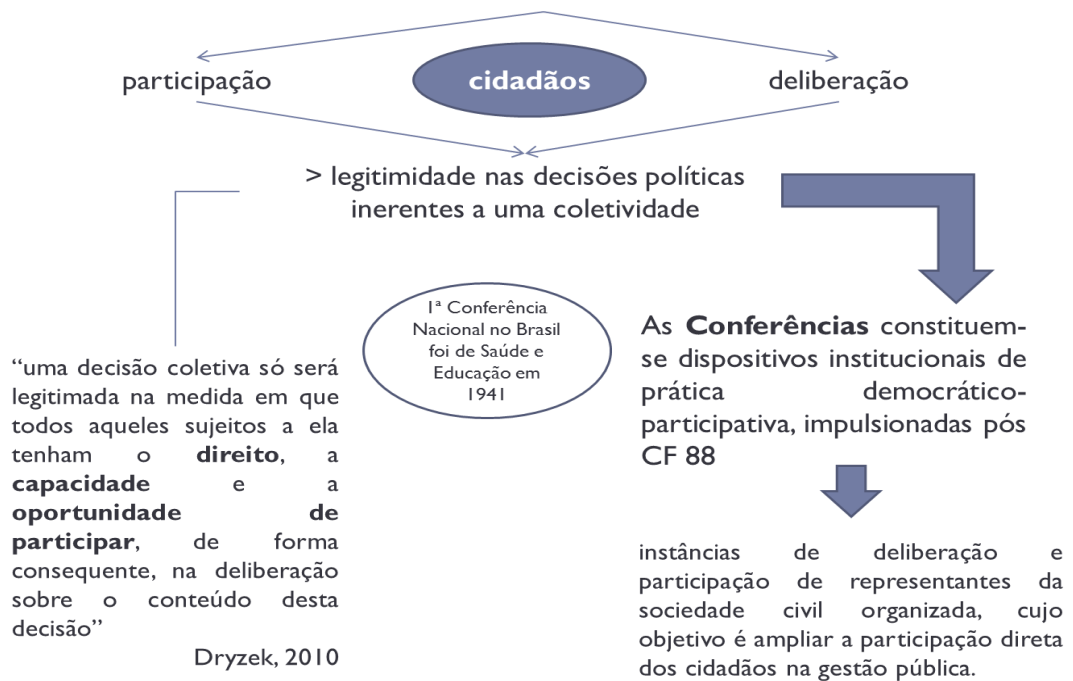 participação
cidadãos
deliberação
> legitimidade nas decisões políticas
inerentes a uma coletividade
1ª Conferência
Nacional no Brasil
foi de Saúde e
Educação em
1941
“uma decisão coletiva só será
legitimada na medida em que
todos aqueles sujeitos a ela
tenham o direito, a
capacidade e a
oportunidade de
participar, de forma
consequente, na deliberação
sobre o conteúdo desta
decisão”
Dryzek, 2010
As Conferências constituem-
se dispositivos institucionais de
prática democrático-
participativa, impulsionadas pós
CF 88
instâncias de deliberação e
participação de representantes da
sociedade civil organizada, cujo
objetivo é ampliar a participação direta
dos cidadãos na gestão pública.